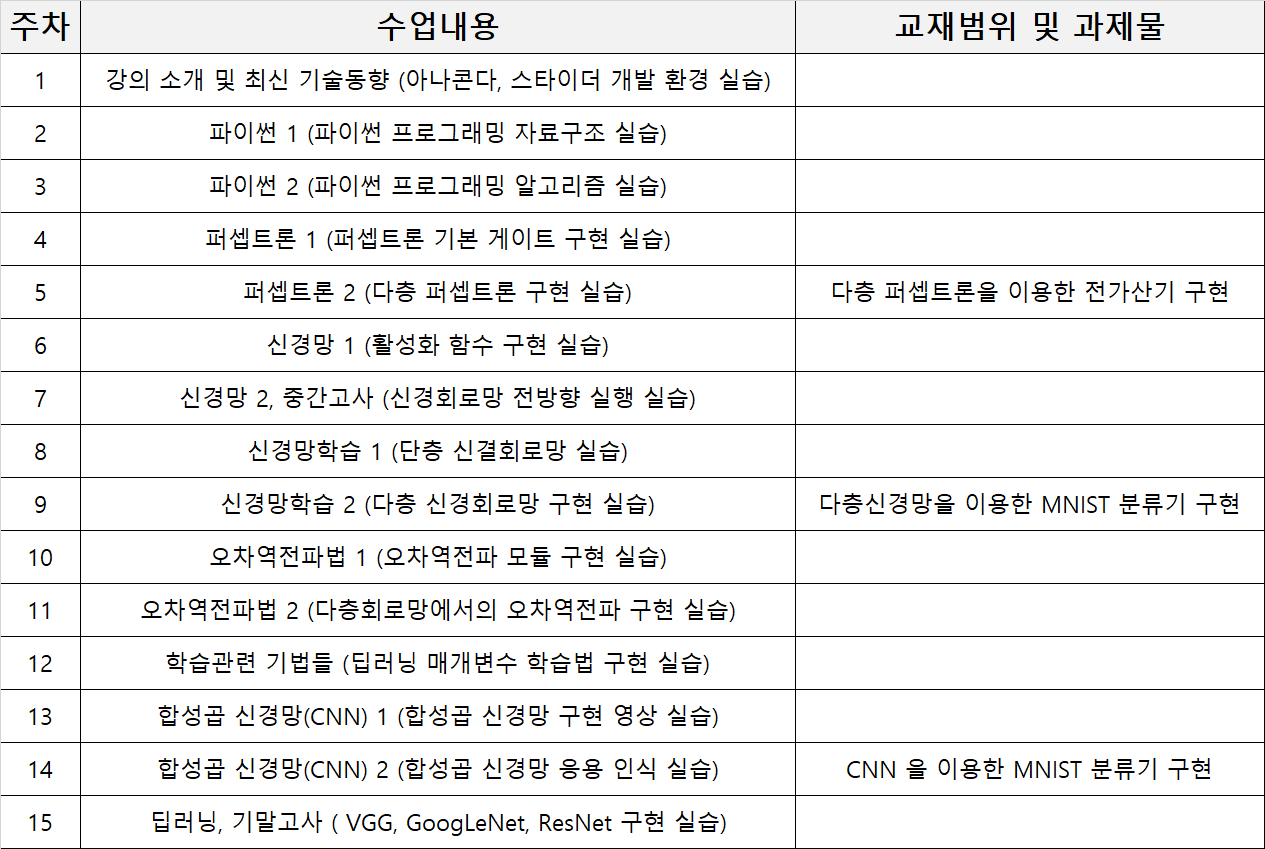 주차 수업내용 교재범위 및 과제물
1 강의 소개 및 최신 기술동향 (아나콘다, 스타이더 개발 환경 실습)
2 파이썬 1 (파이썬 프로그래밍 자료구조 실습)
3 파이썬 2 (파이썬 프로그래밍 알고리즘 실습)
4 퍼셉트론 1 (퍼셉트론 기본 게이트 구현 실습)
5 퍼셉트론 2 (다층 퍼셉트론 구현 실습) 다층 퍼셉트론을 이용한 전가산기 구현
6 신경망 1 (활성화 함수 구현 실습)
7 신경망 2, 중간고사 (신경회로망 전방향 실행 실습)
8 신경망학습 1 (단층 신결회로망 실습)
9 신경망학습 2 (다층 신경회로망 구현 실습) 다층신경망을 이용한 MNIST 분류기 구현
10 오차역전파법 1 (오차역전파 모듈 구현 실습)
11 오차역전파법 2 (다층회로망에서의 오차역전파 구현 실습)
12 학습관련 기법들 (딥러닝 매개변수 학습법 구현 실습)
13 합성곱 신경망(CNN) 1 (합성곱 신경망 구현 영상 실습)
14 합성곱 신경망(CNN) 2 (합성곱 신경망 응용 인식 실습) CNN 을 이용한 MNIST 분류기 구현
15 딥러닝, 기말고사 ( VGG, GoogLeNet, ResNet 구현 실습)